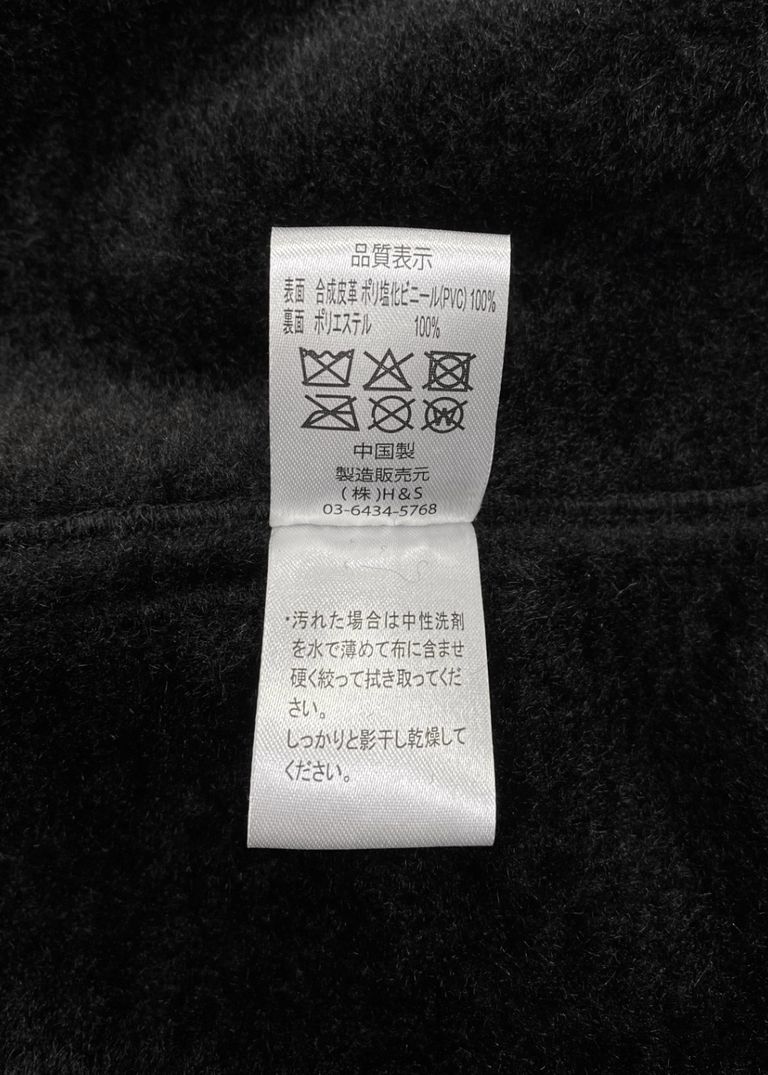 品質表示
表面 合成皮革 ポリ塩化ビニール(PVC) 100%
裏面 ポリエステル 100%
中国製
製造販売元
(株)H&S
03-6434-5768
・汚れた場合は中性洗剤
を水で薄めて布に含ませ
硬く絞って拭き取ってくだ
さい。
しっかりと影干し乾燥して
ください。